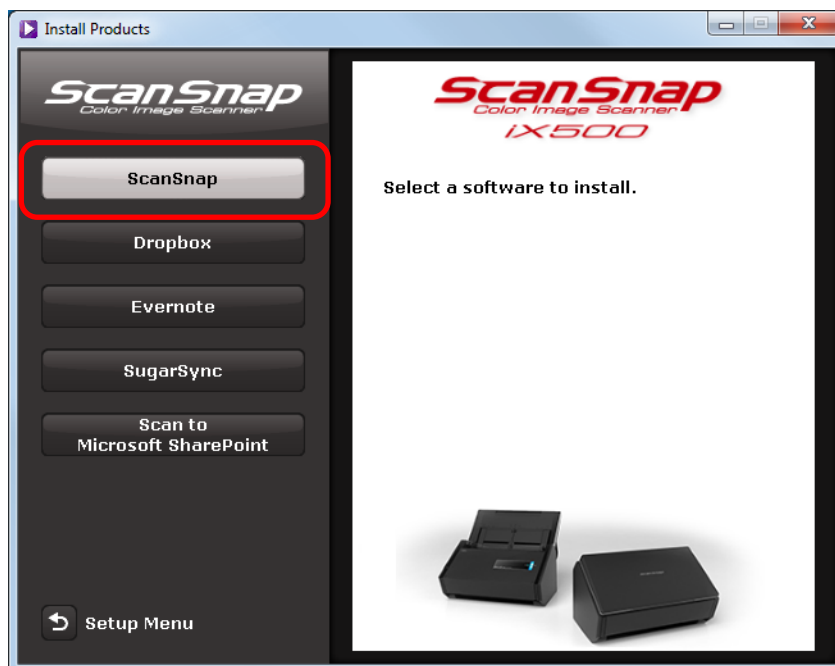 Install Products
ScanSnap
Color Image Scanner
ScanSnap
Dropbox
Evernote
SugarSync
Scan to
Microsoft SharePoint
Setup Menu
ScanSnap
Color Image Scanner
iX500
Select a software to install.